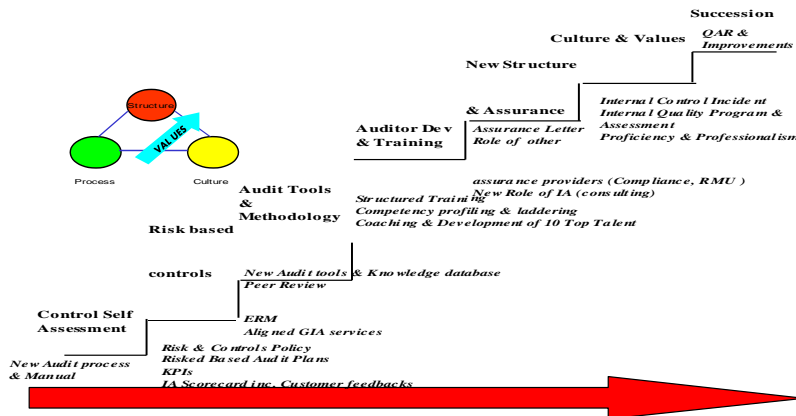 Succession
QAR &
Improvements
Culture & Values
New Structure
& Assurance
Internal Control Incident
Internal Quality Program &
Assessment
Proficiency & Professionalism
Structure
VALUES
Process
Culture
Auditor Dev
& Training
Assurance Letter
Role of other
assurance providers (Compliance, RMU )
New Role of IA (consulting)
Audit Tools
&
Methodology
Structured Training
Competency profiling & laddering
Coaching & Development of 10 Top Talent
Risk based
controls
New Audit tools & Knowledge database
Peer Review
Control Self
Assessment
ERM
Aligned GIA services
New Audit process
& Manual
Risk & Controls Policy
Risked Based Audit Plans
KPIs
IA Scorecard inc. Customer feedbacks